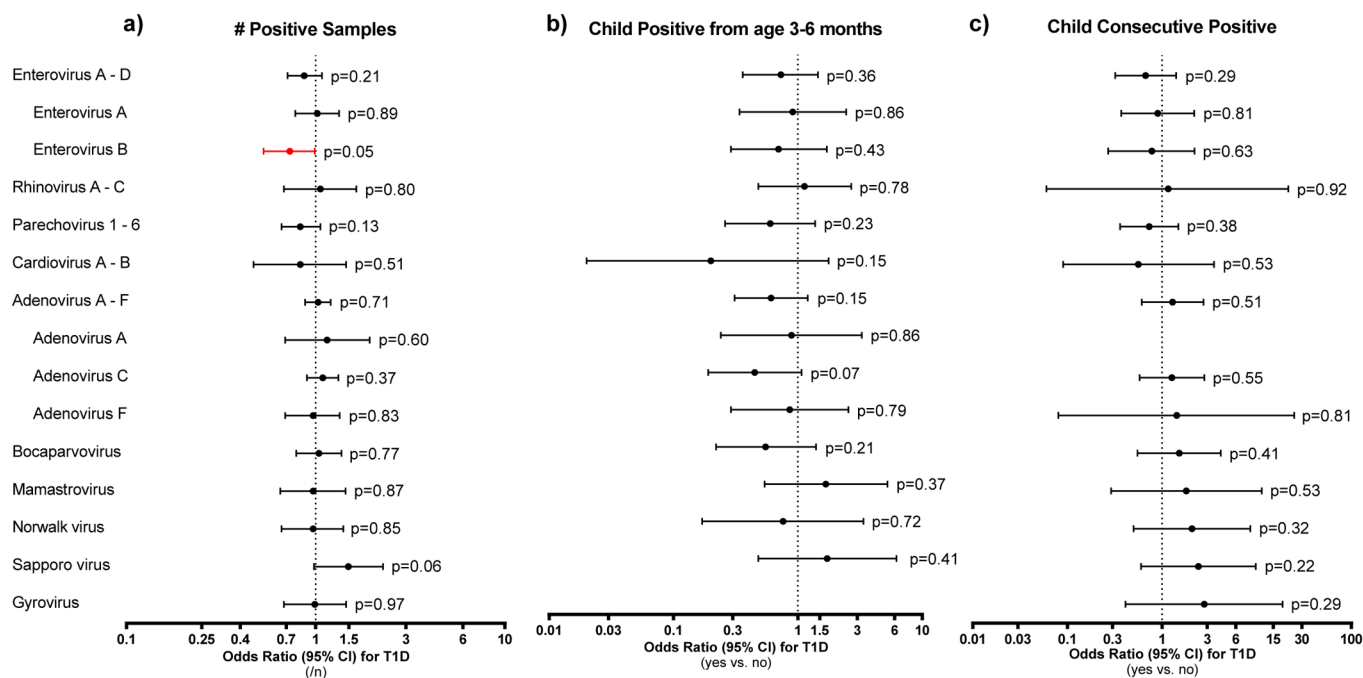 a) # Positive Samples
b) Child Positive from age 3-6 months
c) Child Consecutive Positive
Enterovirus A - D p=0.21 p=0.36 p=0.29
Enterovirus A p=0.89 p=0.86 p=0.81
Enterovirus B p=0.05 p=0.43 p=0.63
Rhinovirus A - C p=0.80 p=0.78 p=0.92
Parechovirus 1 - 6 p=0.13 p=0.23 p=0.38
Cardiovirus A - B p=0.51 p=0.15 p=0.53
Adenovirus A - F p=0.71 p=0.15 p=0.51
Adenovirus A p=0.60 p=0.86
Adenovirus C p=0.37 p=0.07 p=0.55
Adenovirus F p=0.83 p=0.79 p=0.81
Bocaparvovirus p=0.77 p=0.21 p=0.41
Mamastrovirus p=0.87 p=0.37 p=0.53
Norwalk virus p=0.85 p=0.72 p=0.32
Sapporo virus p=0.06 p=0.41 p=0.22
Gyrovirus p=0.97 p=0.29
0.1 0.25 0.4 0.7 1 1.5 3 6 10
Odds Ratio (95% CI) for T1D
(/n)
0.01 0.03 0.1 0.3 1 1.5 3 6 10
Odds Ratio (95% CI) for T1D
(yes vs. no)
0.01 0.03 0.1 0.3 1 3 6 15 30 100
Odds Ratio (95% CI) for T1D
(yes vs. no)